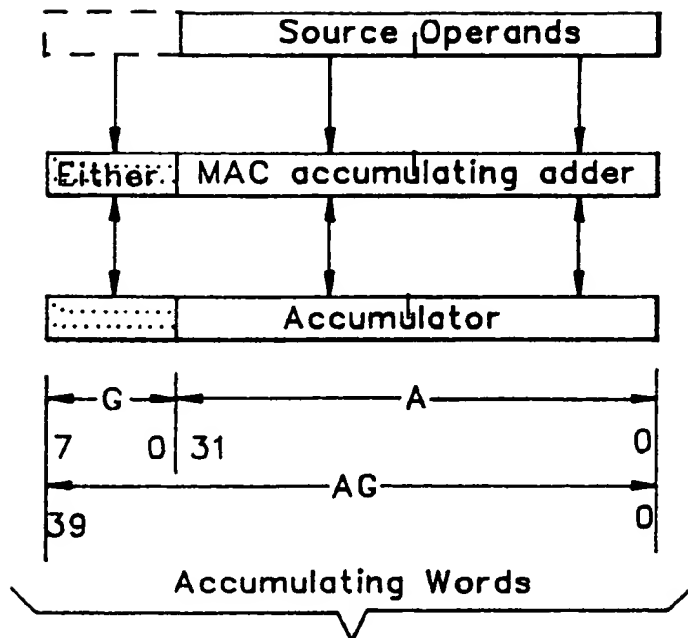 Source Operands
Either MAC accumulating adder
Accumulator
G A
7 0 31 0
AG
39 0
Accumulating Words